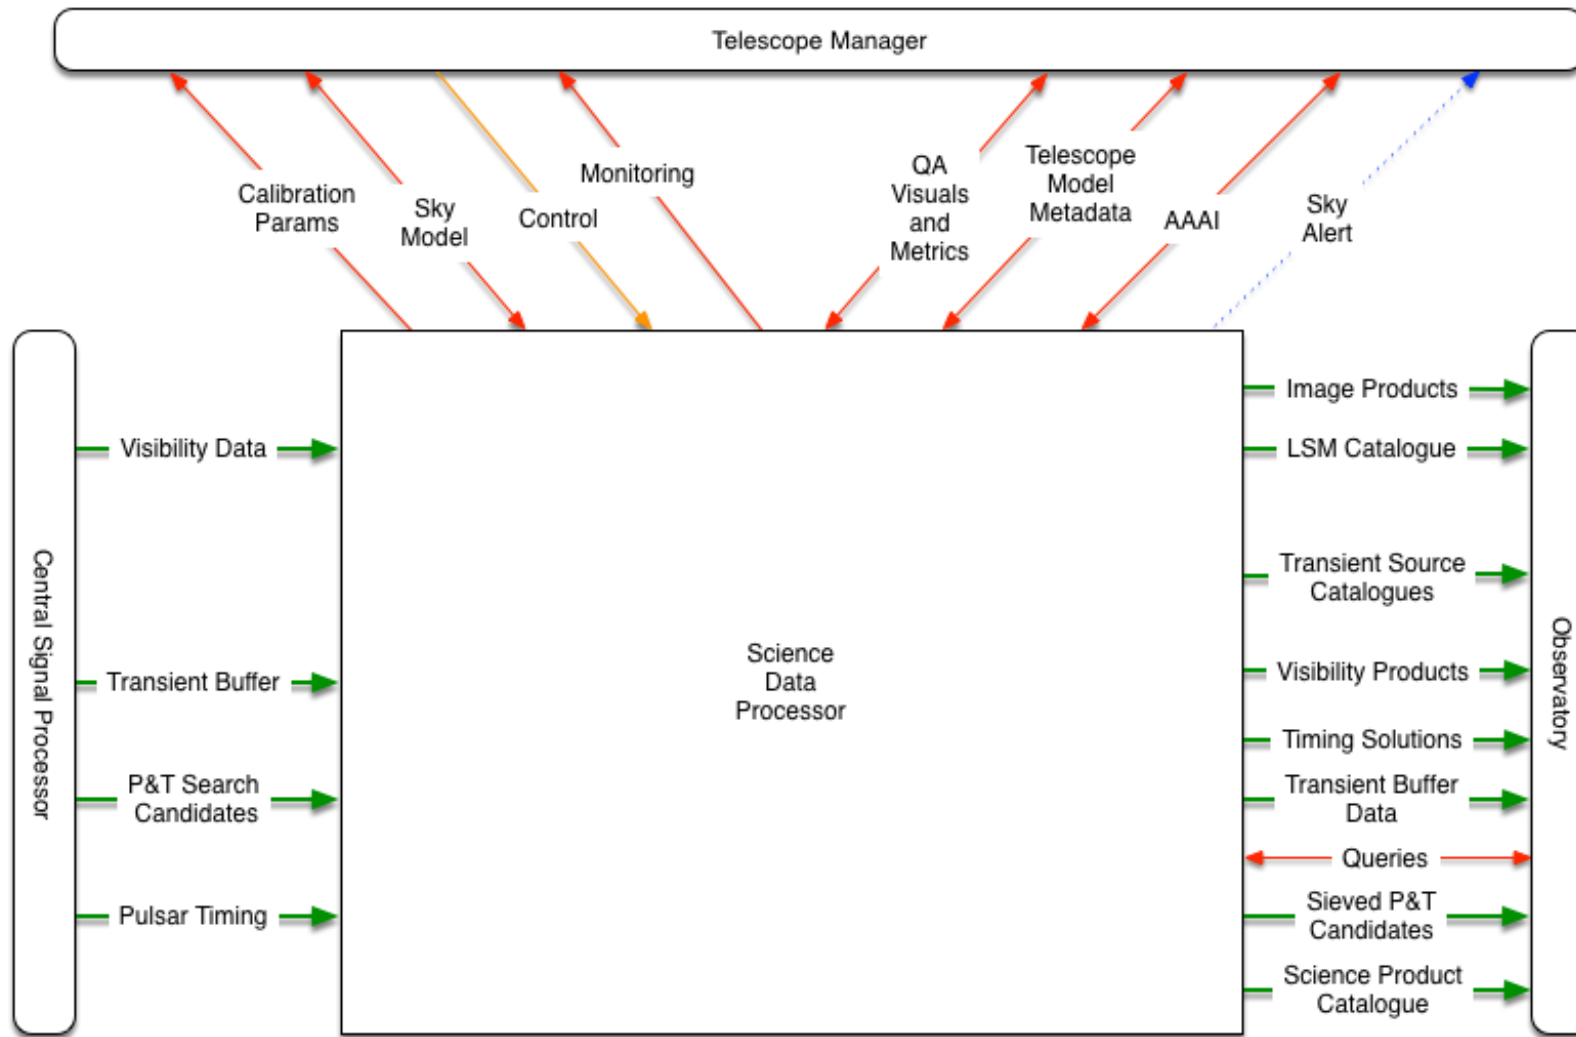 Telescope Manager
Calibration
Params
Sky
Model
Control
Monitoring
QA
Visuals
and
Metrics
Telescope
Model
Metadata
AAAI
Sky
Alert
Central Signal Processor
Visibility Data
Transient Buffer
P&T Search
Candidates
Pulsar Timing
Science
Data
Processor
Image Products
LSM Catalogue
Transient Source
Catalogues
Visibility Products
Timing Solutions
Transient Buffer
Data
Queries
Sieved P&T
Candidates
Science Product
Catalogue
Observatory